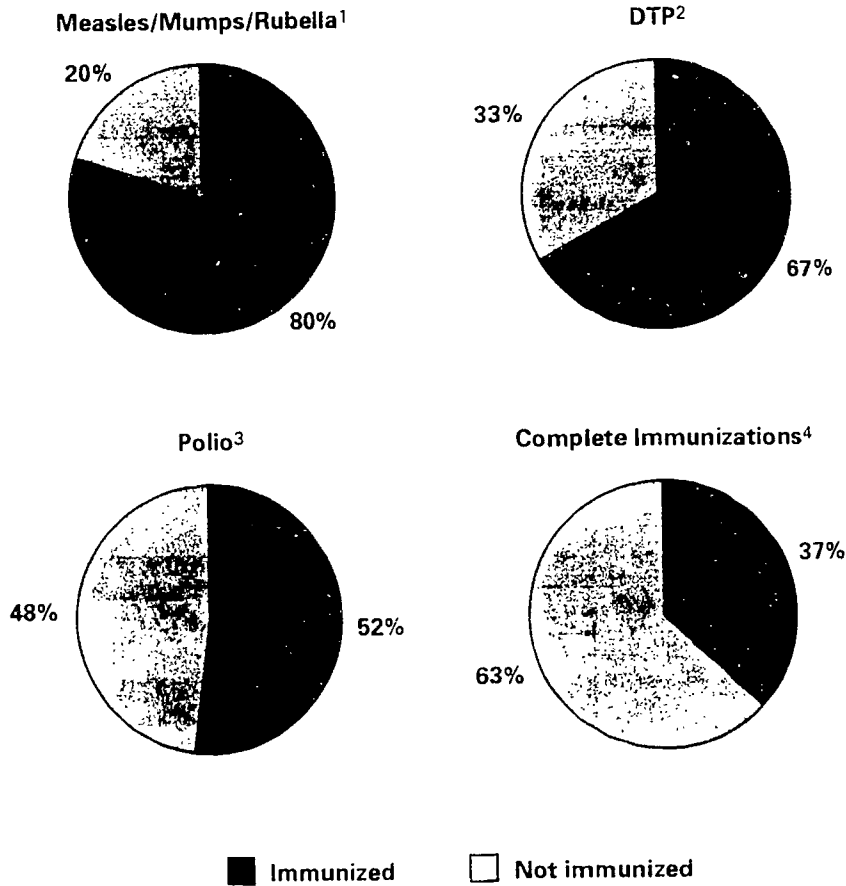 Measles/Mumps/Rubella1
20%
80%
DTP2
33%
67%
Polio3
48%
52%
Complete Immunizations4
37%
63%
Immunized
Not immunized